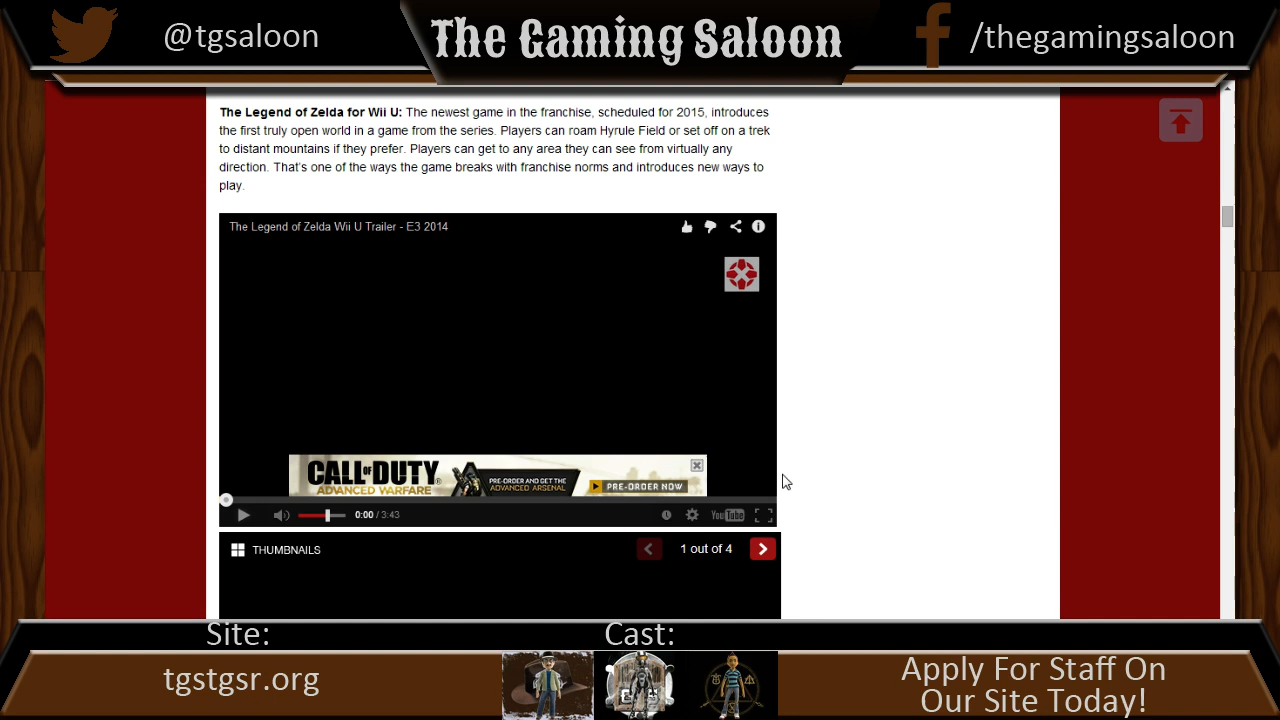 @tgsaloon
The Gaming Saloon
/thegamingsaloon
The Legend of Zelda for Wii U: The newest game in the franchise, scheduled for 2015, introduces
the first truly open world in a game from the series. Players can roam Hyrule Field or set off on a trek
to distant mountains if they prefer. Players can get to any area they can see from virtually any
direction. That's one of the ways the game breaks with franchise norms and introduces new ways to
play.
The Legend of Zelda Wii U Trailer - E3 2014
CALL OF DUTY®
ADVANCED WARFARE
PRE-ORDER AND GET THE
ADVANCED ARSENAL
PRE-ORDER NOW
0:00 / 3:43
YouTube
THUMBNAILS
1 out of 4
Site:
tgstgsr.org
Cast:
Apply For Staff On
Our Site Today!